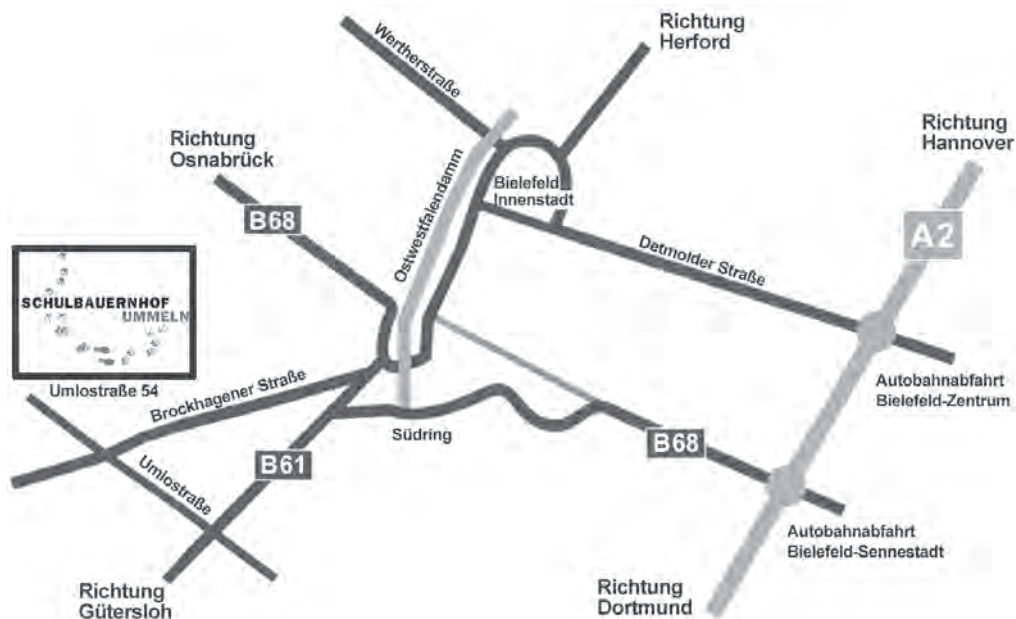 Richtung
Herford
Wertherstraße
Richtung
Hannover
Richtung
Osnabrück
Bielefeld
Innenstadt
B68
Ostwestfalendamm
A2
Detmolder Straße
SCHULBAUERNHOF
UMMELN
Umlostraße 54
Brockhagener Straße
Autobahnabfahrt
Bielefeld-Zentrum
Südring
B68
B61
Umlostraße
Autobahnabfahrt
Bielefeld-Sennestadt
Richtung
Gütersloh
Richtung
Dortmund